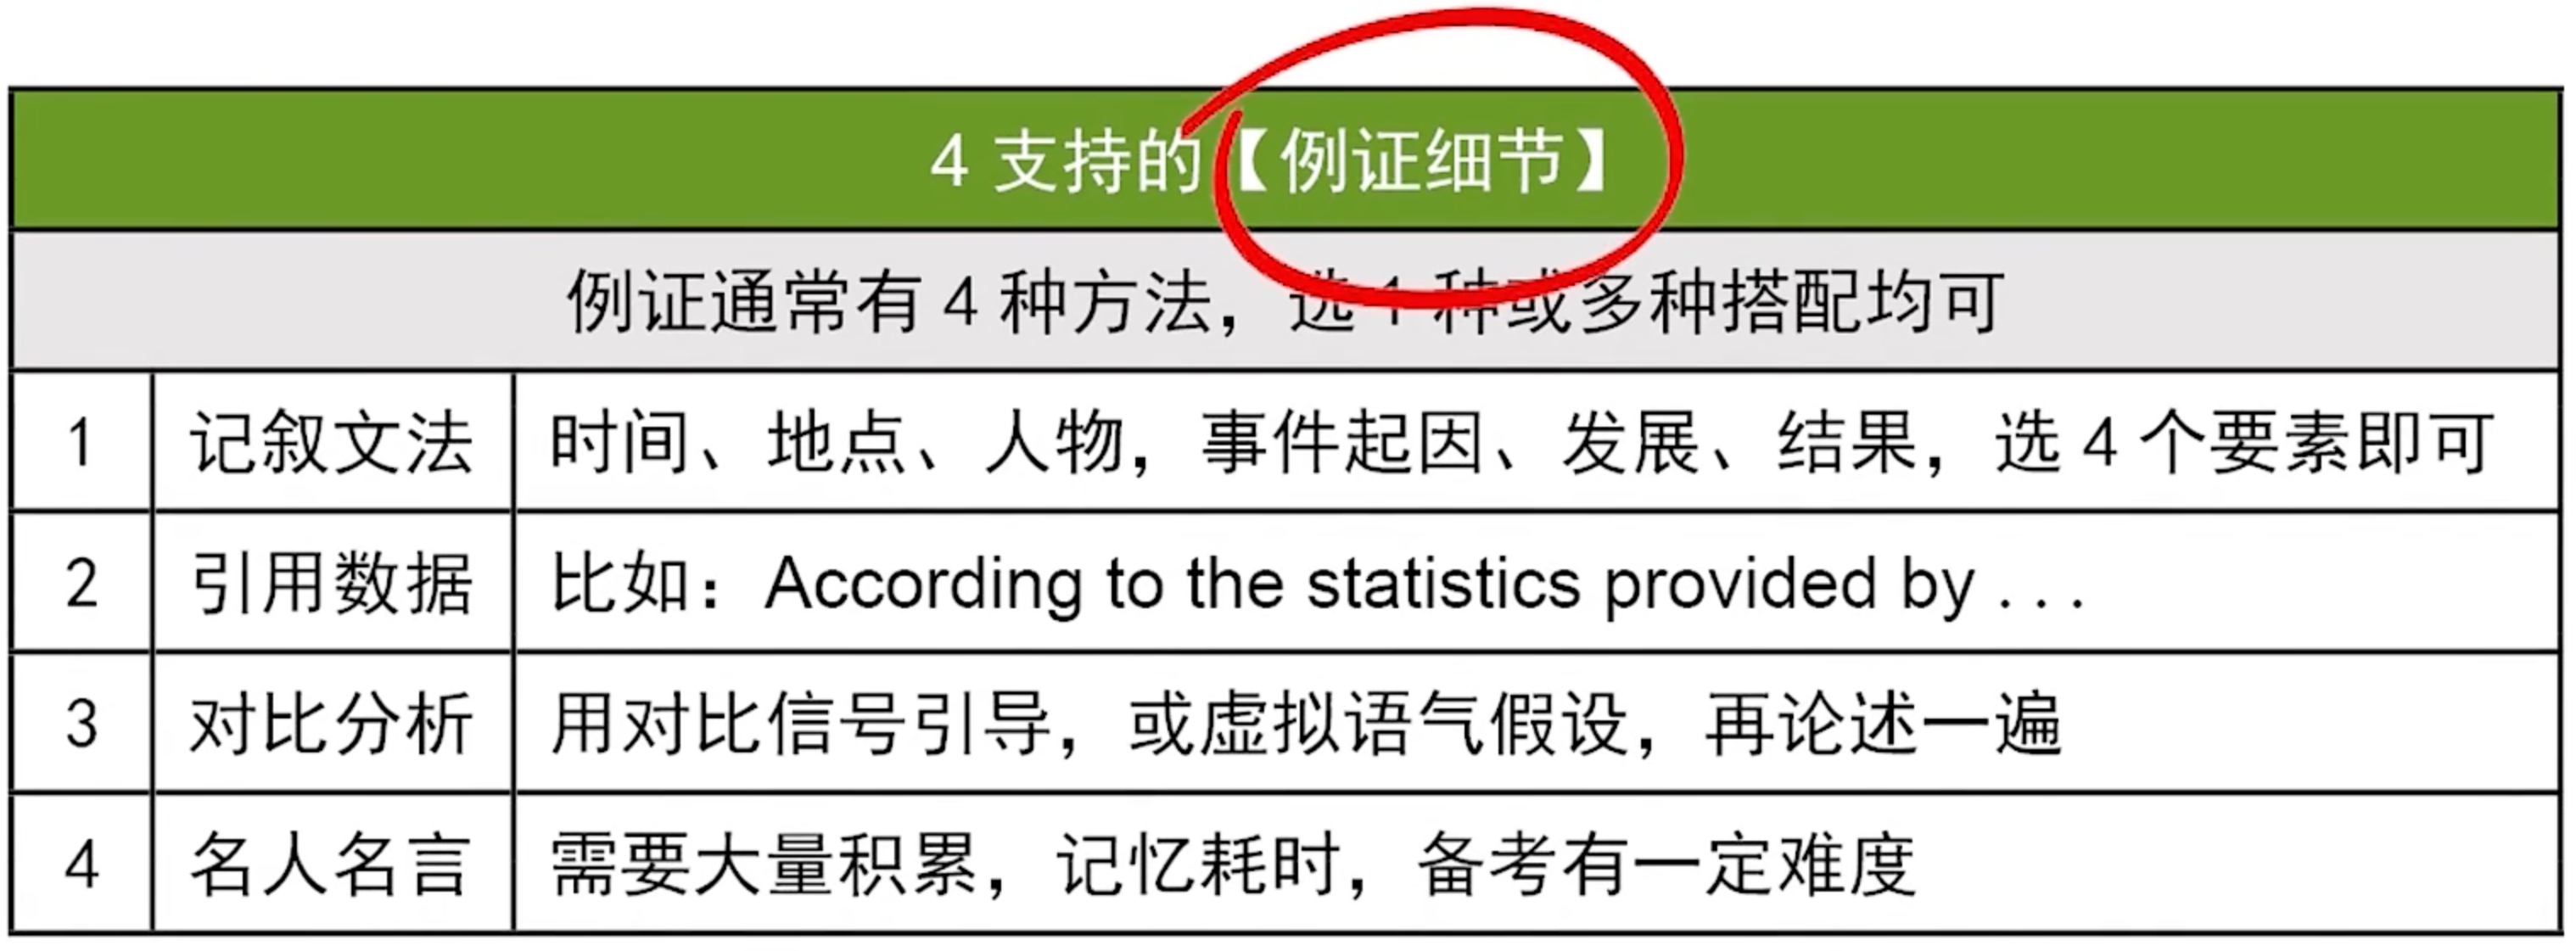 4 支持的【例证细节】
例证通常有 4 种方法，选 1 种或多种搭配均可
1 记叙文法 时间、地点、人物，事件起因、发展、结果，选 4 个要素即可
2 引用数据 比如：According to the statistics provided by . . .
3 对比分析 用对比信号引导，或虚拟语气假设，再论述一遍
4 名人名言 需要大量积累，记忆耗时，备考有一定难度